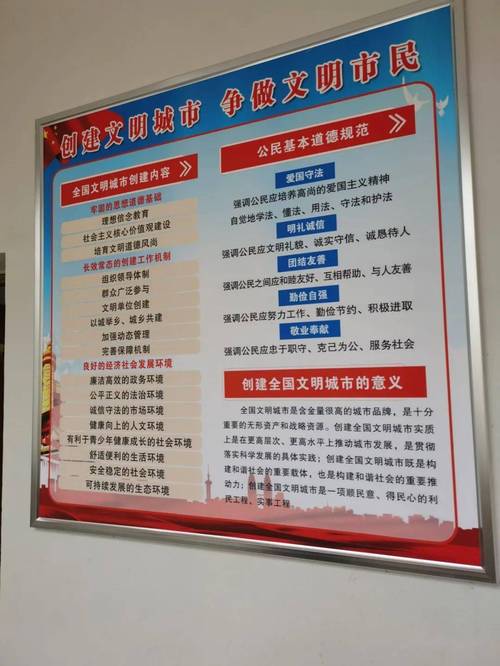 创建文明城市 争做文明市民
全国文明城市创建内容
牢固的思想道德基础
理想信念教育
社会主义核心价值观建设
培育文明道德风尚
长效常态的创建工作机制
组织领导体制
群众广泛参与
文明单位创建
以城举乡、城乡共建
加强动态管理
完善保障机制
良好的经济社会发展环境
廉洁高效的政务环境
公平正义的法治环境
诚信守法的市场环境
健康向上的人文环境
有利于青少年健康成长的社会环境
舒适便利的生活环境
安全稳定的社会环境
可持续发展的生态环境
公民基本道德规范
爱国守法
强调公民应培养高尚的爱国主义精神
自觉地学法、懂法、用法、守法和护法
明礼诚信
强调公民应文明礼貌、诚实守信、诚恳待人
团结友善
强调公民之间应和睦友好、互相帮助、与人友善
勤俭自强
强调公民应努力工作、勤俭节约、积极进取
敬业奉献
强调公民应忠于职守、克己为公、服务社会
创建全国文明城市的意义
全国文明城市是含金量很高的城市品牌，是十分
重要的无形资产和战略资源。创建全国文明城市实质
上是在更高层次、更高水平上推动城市发展，是贯彻
落实科学发展的具体实践；创建全国文明城市既是构
建和谐社会的重要载体，也是构建和谐社会的重要推
动力；创建全国文明城市是一项顺民意、得民心的利
民工程、实事工程。